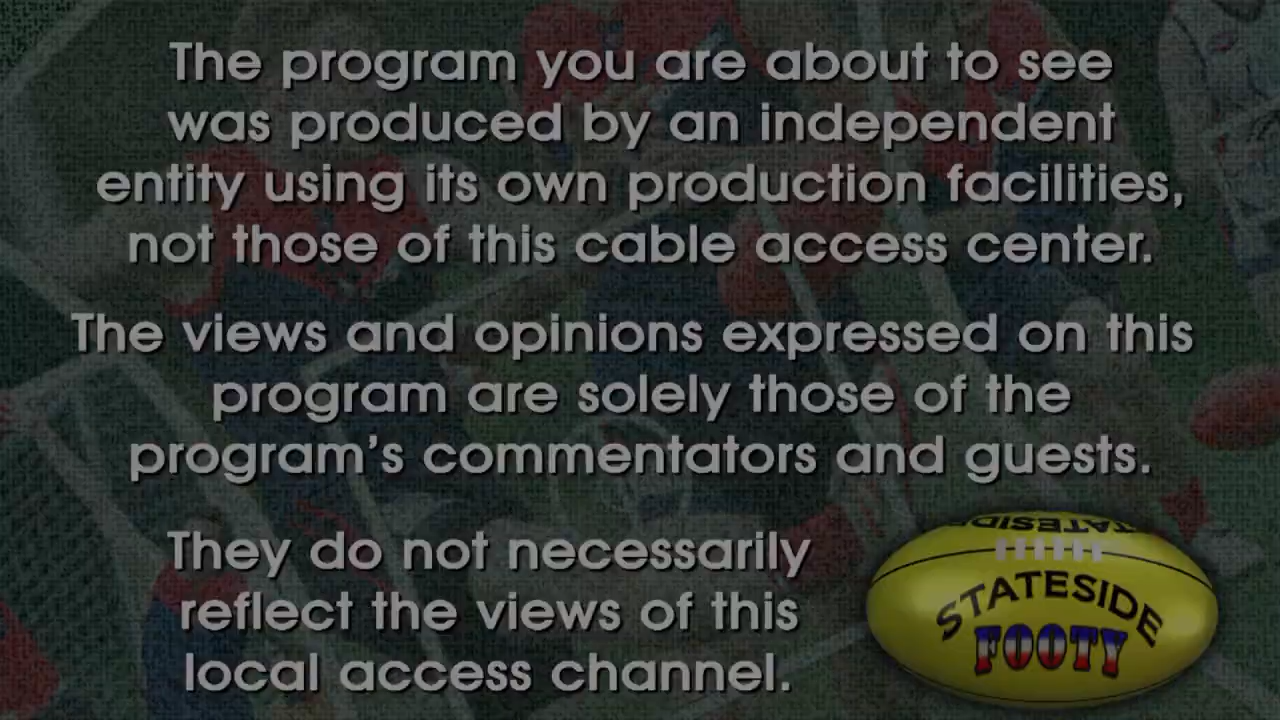 The program you are about to see
was produced by an independent
entity using its own production facilities,
not those of this cable access center.
The views and opinions expressed on this
program are solely those of the
program's commentators and guests.
They do not necessarily
reflect the views of this
local access channel.
STATESIDE
STATESIDE
FOOTY